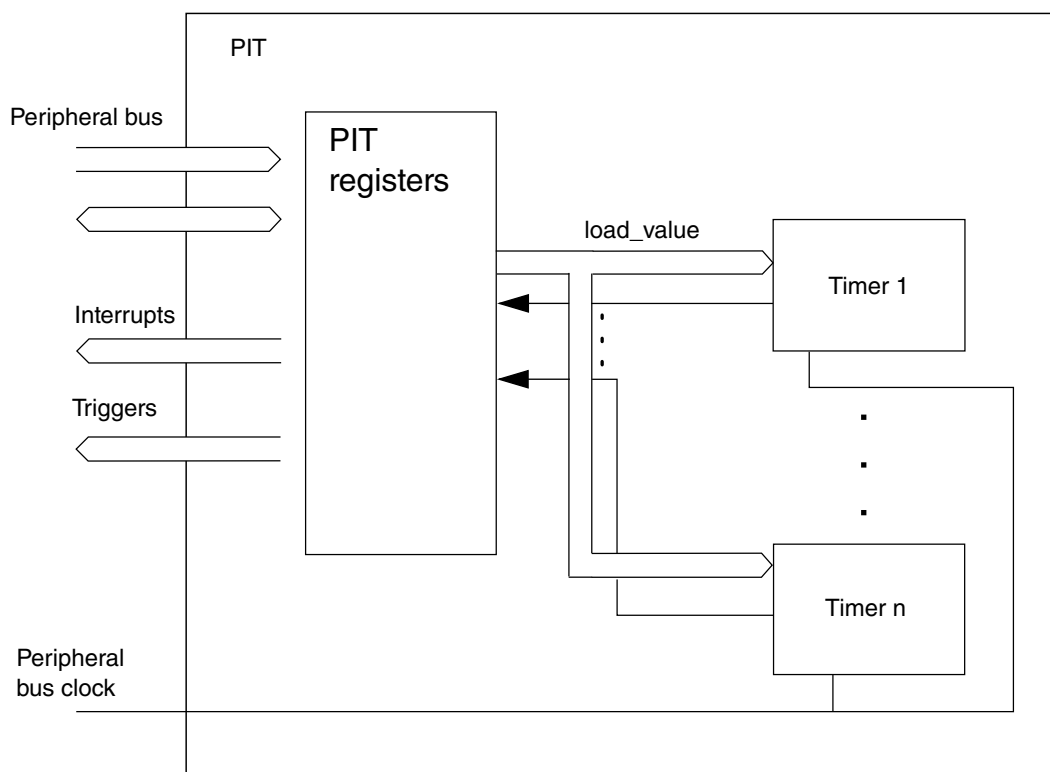 PIT
Peripheral bus
PIT
registers
load_value
Timer 1
Interrupts
Triggers
Timer n
Peripheral
bus clock